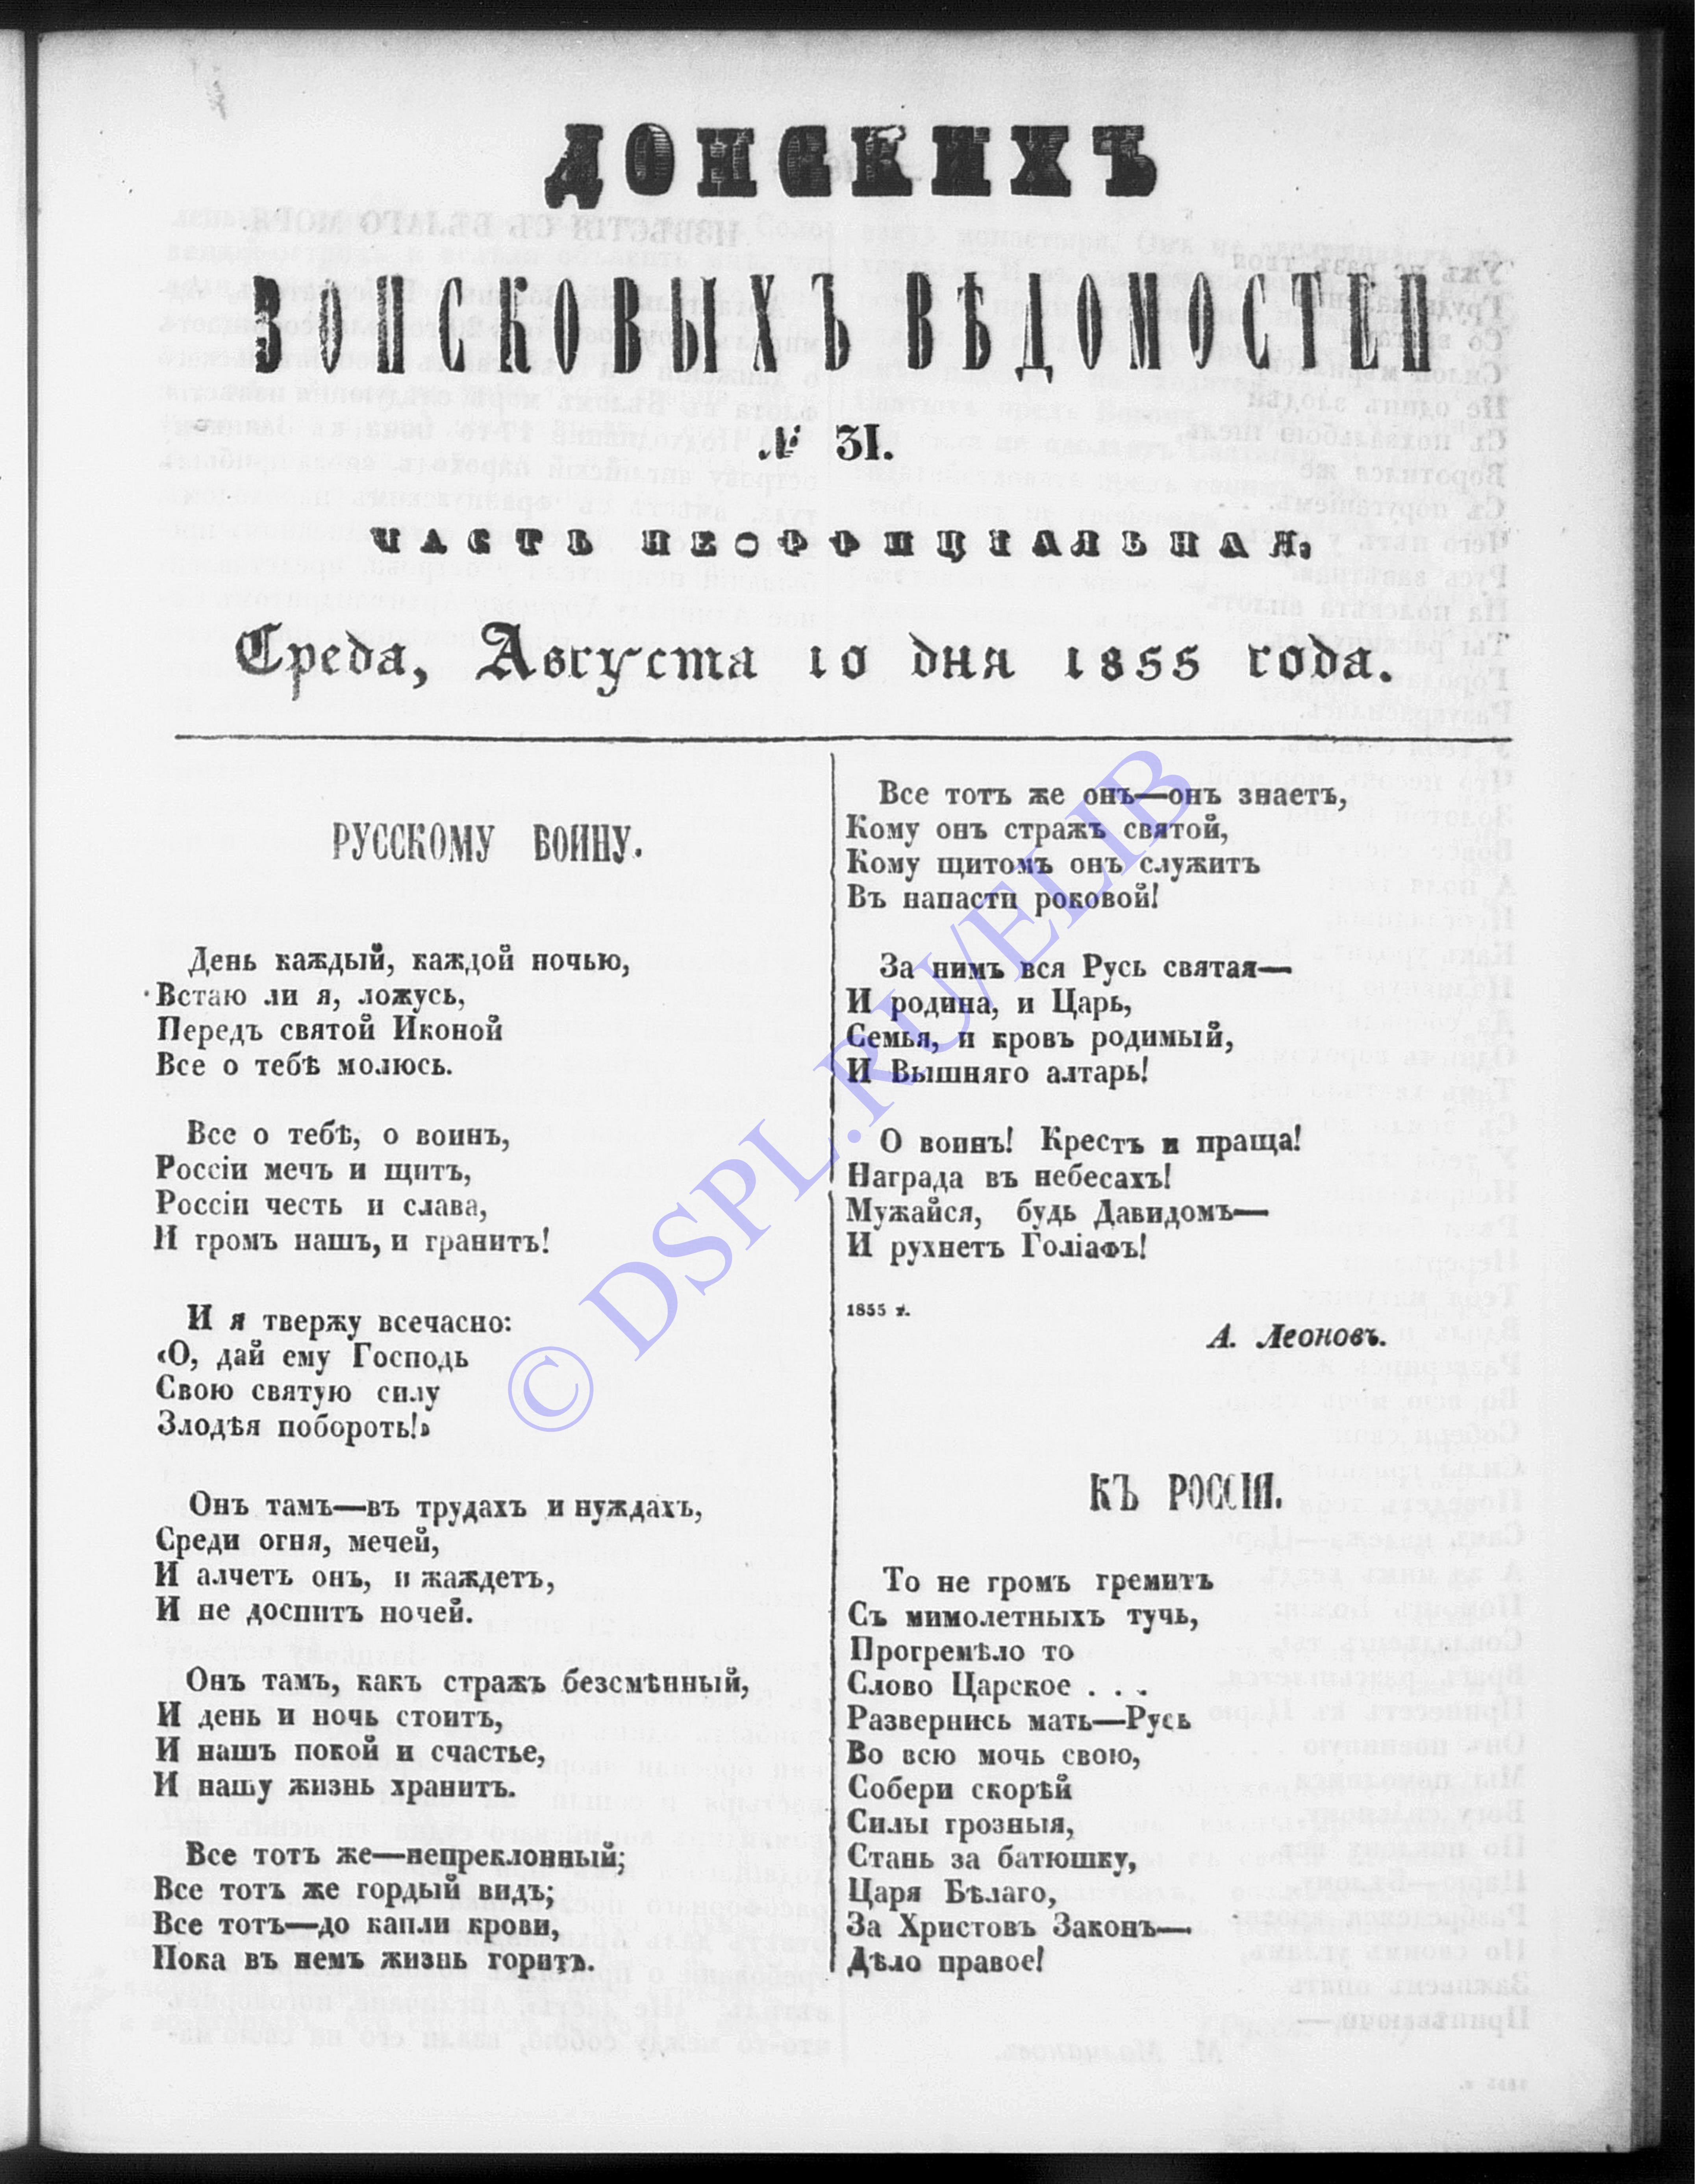 ДОНСКИХЪ
ВОЙСКОВЫХЪ ВѢДОМОСТЕЙ
№ 31.
ЧАСТЬ НЕОФФИЦІАЛЬНАЯ,
Среда, Августа 10 дня 1855 года.
РУССКОМУ ВОИНУ.
День каждый, каждой ночью,
Встаю ли я, ложусь,
Передъ святой Иконой
Все о тебѣ молюсь.
Все о тебѣ, о воинъ,
Россіи мечъ и щитъ,
Россіи честь и слава,
И громъ нашъ, и гранитъ!
И я твержу всечасно:
«О, дай ему Господь
Свою святую силу
Злодѣя побороть!»
Онъ тамъ—въ трудахъ и нуждахъ,
Среди огня, мечей,
И алчетъ онъ, и жаждетъ,
И не доспитъ ночей.
Онъ тамъ, какъ стражъ безсмѣнный,
И день и ночь стоитъ,
И нашъ покой и счастье,
И нашу жизнь хранитъ.
Все тотъ же—непреклонный;
Все тотъ же гордый видъ;
Все тотъ—до капли крови,
Пока въ немъ жизнь горитъ.
Все тотъ же онъ—онъ знаетъ,
Кому онъ стражъ святой,
Кому щитомъ онъ служитъ
Въ напасти роковой!
За нимъ вся Русь святая—
И родина, и Царь,
Семья, и кровъ родимый,
И Вышняго алтарь!
О воинъ! Крестъ и праща!
Награда въ небесахъ!
Мужайся, будь Давидомъ—
И рухнетъ Голіафъ!
1855 г.
А. Леоновъ.
КЪ РОССІИ.
То не громъ гремитъ
Съ мимолетныхъ тучь,
Прогремѣло то
Слово Царское . . .
Развернись мать—Русь
Во всю мочь свою,
Собери скорѣй
Силы грозныя,
Стань за батюшку,
Царя Бѣлаго,
За Христовъ Законъ—
Дѣло правое!
© DSPL.RU/ELIB